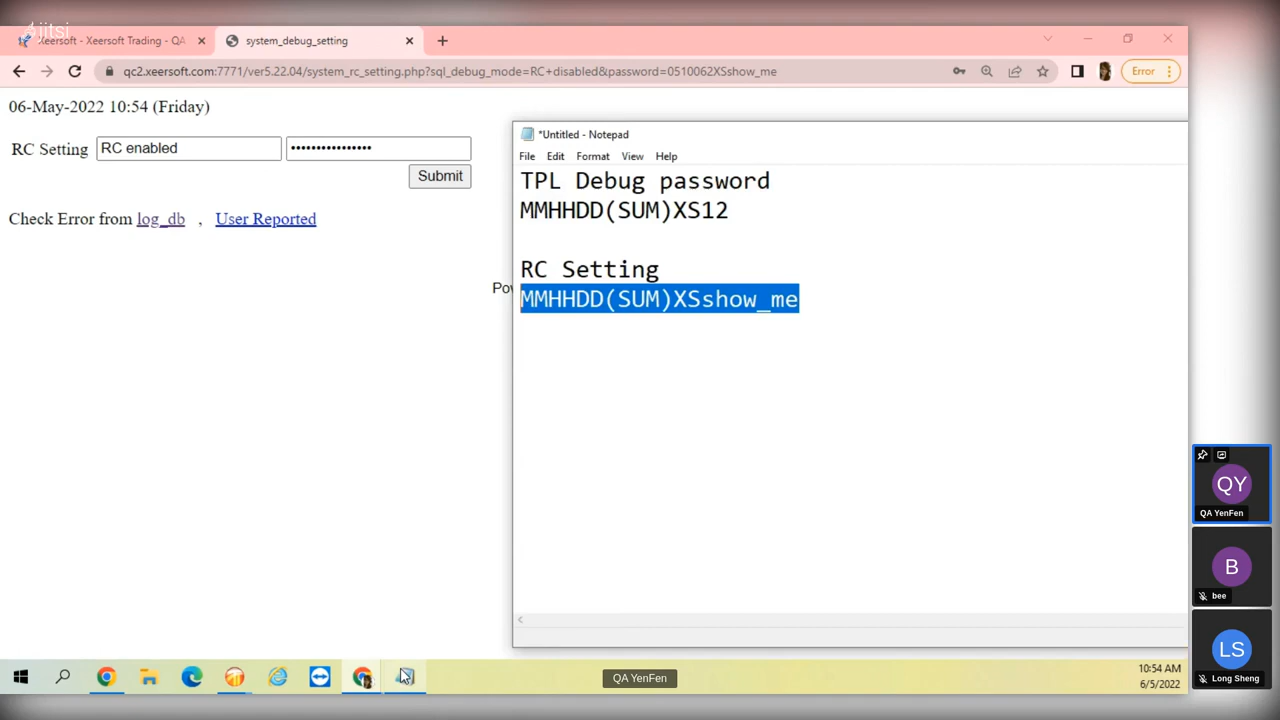 jitsi
Xeersoft - Xeersoft Trading - QA
system_debug_setting
qc2.xeersoft.com:7771/ver5.22.04/system_rc_setting.php?sql_debug_mode=RC+disabled&password=0510062XSshow_me
Error
06-May-2022 10:54 (Friday)
RC Setting
RC enabled
••••••••••••••••
Submit
Check Error from log_db , User Reported
Pow
*Untitled - Notepad
File Edit Format View Help
TPL Debug password
MMHHDD(SUM)XS12
RC Setting
MMHHDD(SUM)XSshow_me
QY
QA YenFen
B
bee
LS
Long Sheng
QA YenFen
10:54 AM
6/5/2022